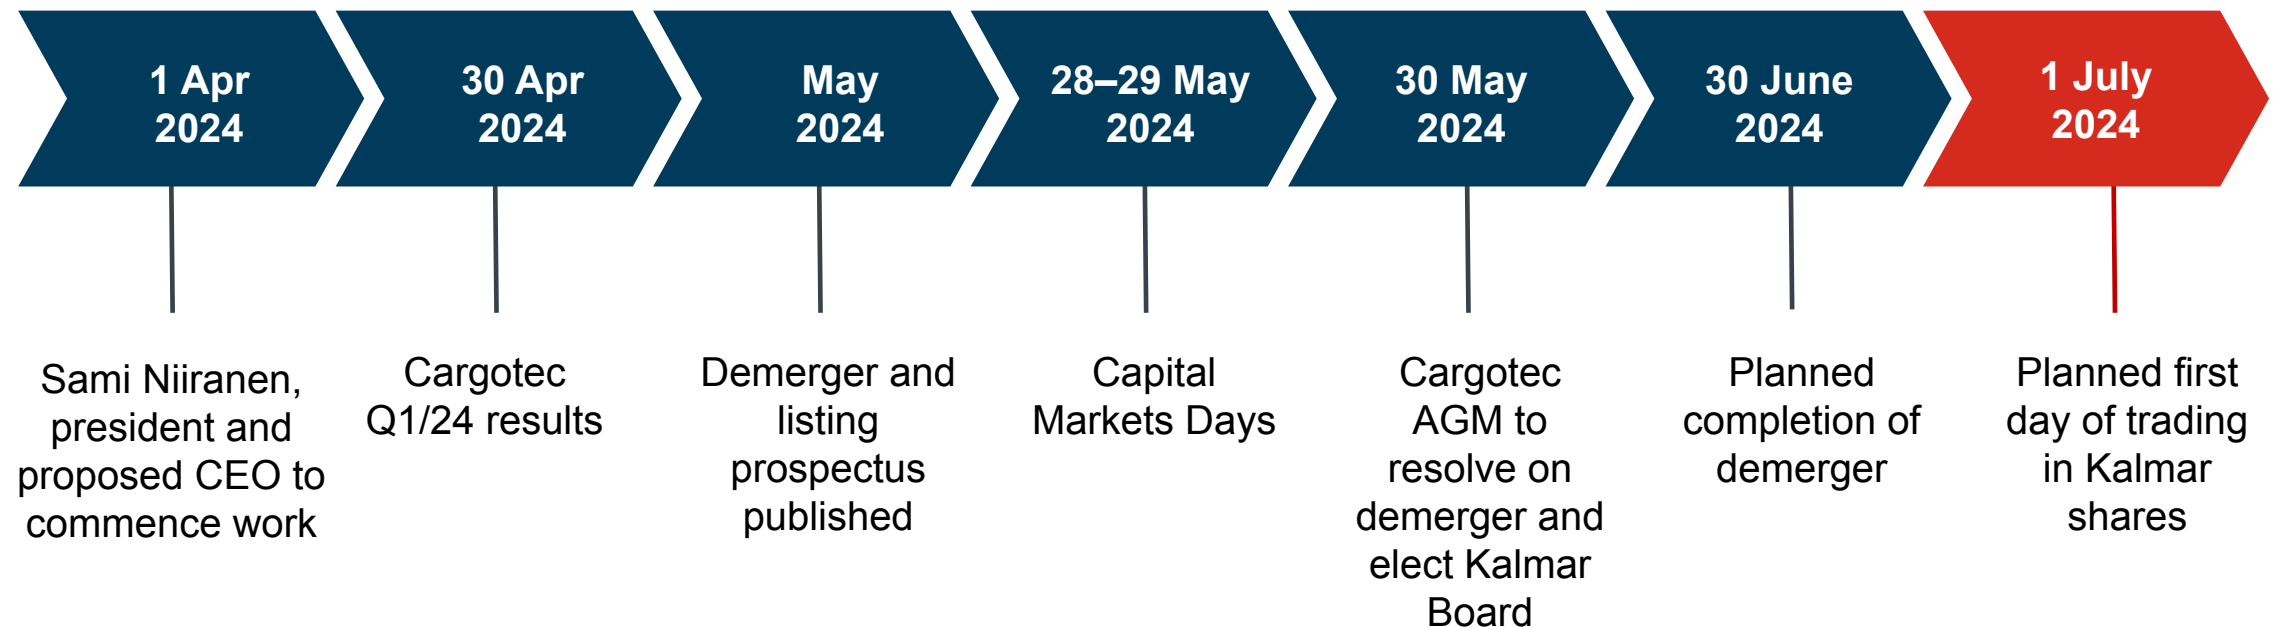 1 Apr
2024
30 Apr
2024
May
2024
28–29 May
2024
30 May
2024
30 June
2024
1 July
2024
Sami Niiranen,
president and
proposed CEO to
commence work
Cargotec
Q1/24 results
Demerger and
listing
prospectus
published
Capital
Markets Days
Cargotec
AGM to
resolve on
demerger and
elect Kalmar
Board
Planned
completion of
demerger
Planned first
day of trading
in Kalmar
shares